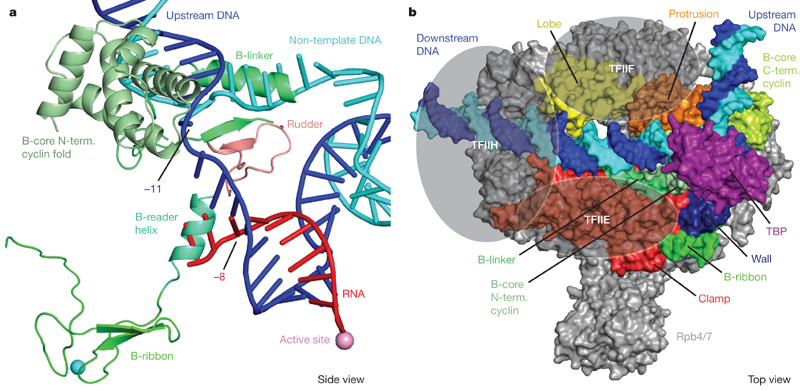 a
Upstream DNA
B-linker
Non-template DNA
Rudder
B-core N-term.
cyclin fold
–11
B-reader
helix
–8
RNA
Active site
B-ribbon
Side view
b
Lobe
Protrusion
Upstream
DNA
Downstream
DNA
TFIIF
B-core
C-term.
cyclin
TFIIH
TFIIE
TBP
B-linker
Wall
B-core
N-term.
cyclin
B-ribbon
Clamp
Rpb4/7
Top view